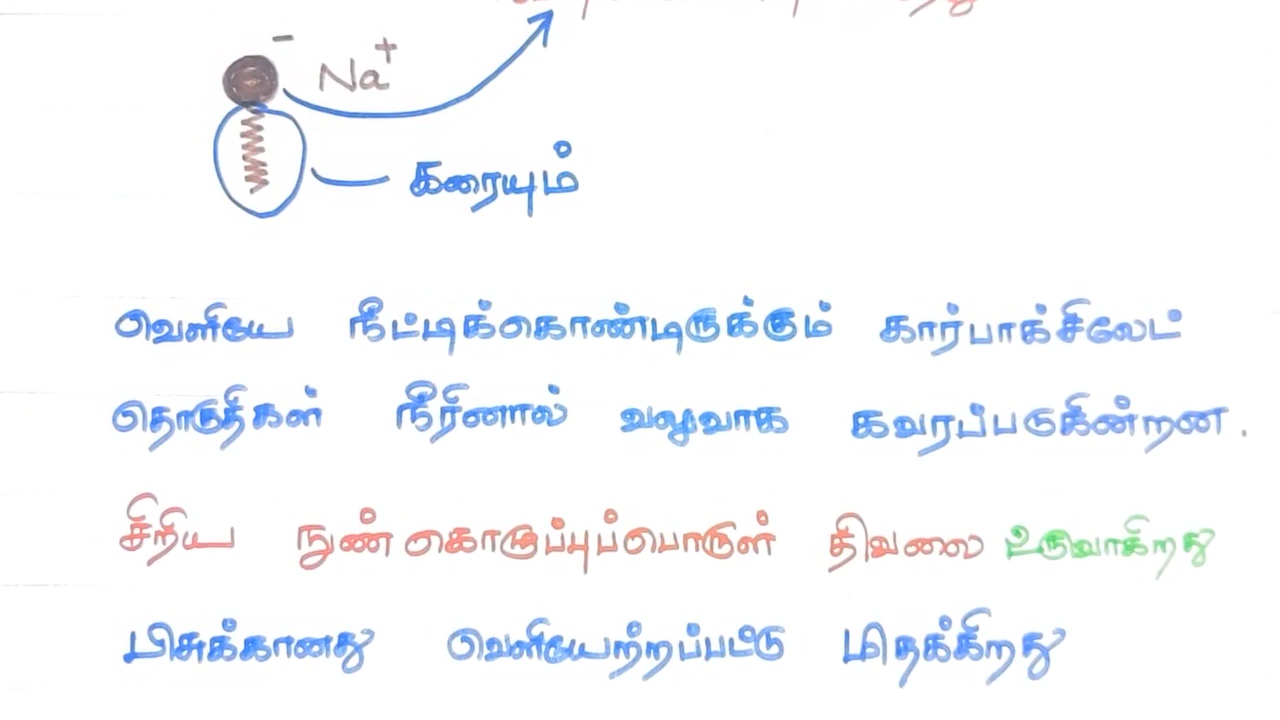 - Na+
கரையும்
வெளியே நீட்டிக்கொண்டிருக்கும் கார்பாக்சிலேட்
தொகுதிகள் நீரினால் வலுவாக கவரப்படுகின்றன.
சிறிய நுண்கொழுப்புப்பொருள் திவலை உருவாகிறது
பிசுக்கானது வெளியேற்றப்பட்டு மிதக்கிறது